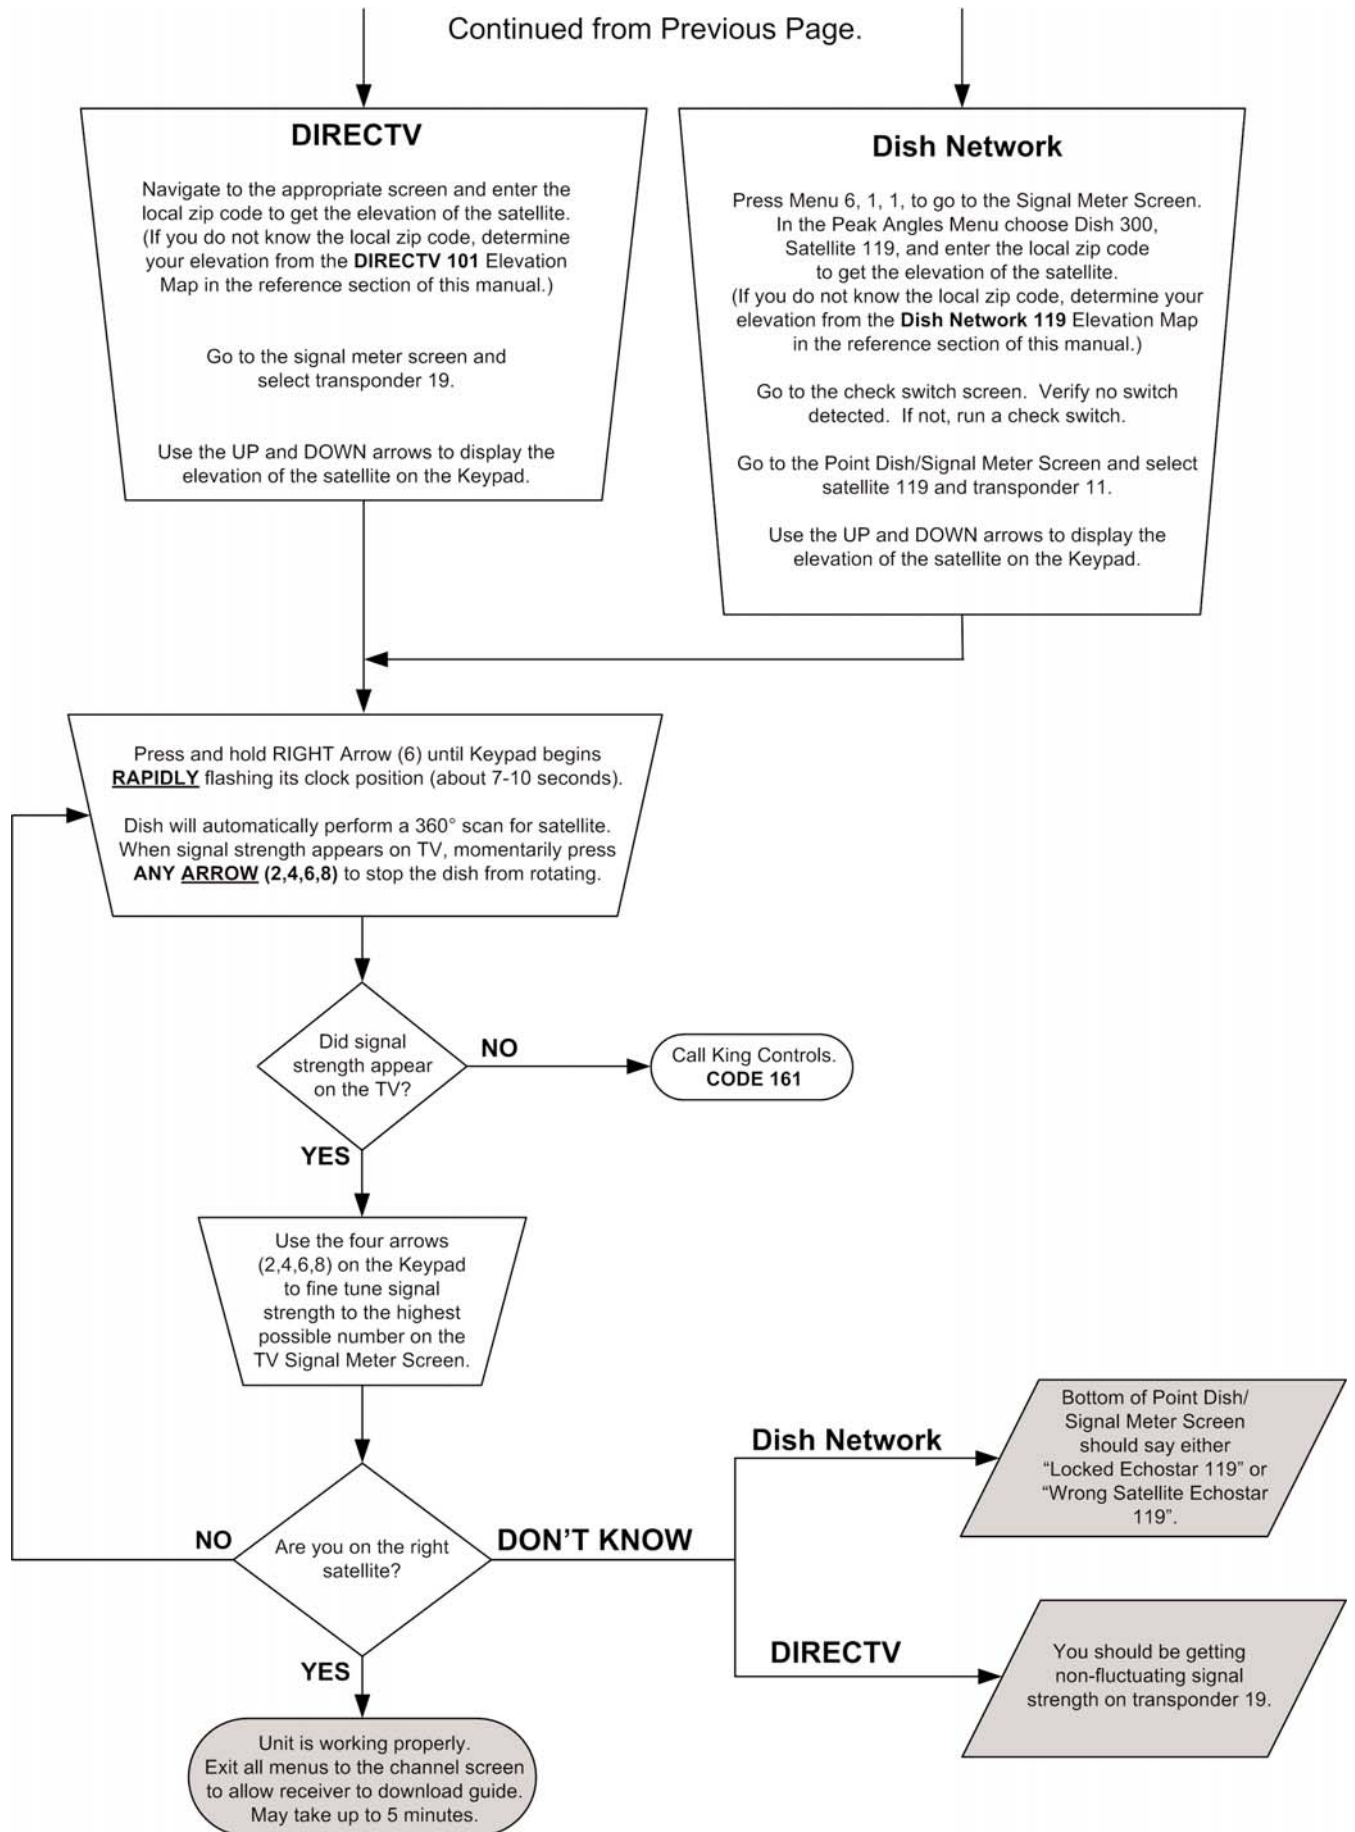 Continued from Previous Page.
DIRECTV
Navigate to the appropriate screen and enter the
local zip code to get the elevation of the satellite.
(If you do not know the local zip code, determine
your elevation from the DIRECTV 101 Elevation
Map in the reference section of this manual.)
Go to the signal meter screen and
select transponder 19.
Use the UP and DOWN arrows to display the
elevation of the satellite on the Keypad.
Dish Network
Press Menu 6, 1, 1, to go to the Signal Meter Screen.
In the Peak Angles Menu choose Dish 300,
Satellite 119, and enter the local zip code
to get the elevation of the satellite.
(If you do not know the local zip code, determine your
elevation from the Dish Network 119 Elevation Map
in the reference section of this manual.)
Go to the check switch screen.  Verify no switch
detected.  If not, run a check switch.
Go to the Point Dish/Signal Meter Screen and select
satellite 119 and transponder 11.
Use the UP and DOWN arrows to display the
elevation of the satellite on the Keypad.
Press and hold RIGHT Arrow (6) until Keypad begins
RAPIDLY flashing its clock position (about 7-10 seconds).
Dish will automatically perform a 360° scan for satellite.
When signal strength appears on TV, momentarily press
ANY ARROW (2,4,6,8) to stop the dish from rotating.
Did signal
strength appear
on the TV?
NO
Call King Controls.
CODE 161
YES
Use the four arrows
(2,4,6,8) on the Keypad
to fine tune signal
strength to the highest
possible number on the
TV Signal Meter Screen.
Are you on the right
satellite?
NO
DON'T KNOW
Dish Network
Bottom of Point Dish/
Signal Meter Screen
should say either
“Locked Echostar 119” or
“Wrong Satellite Echostar
119”.
DIRECTV
You should be getting
non-fluctuating signal
strength on transponder 19.
YES
Unit is working properly.
Exit all menus to the channel screen
to allow receiver to download guide.
May take up to 5 minutes.